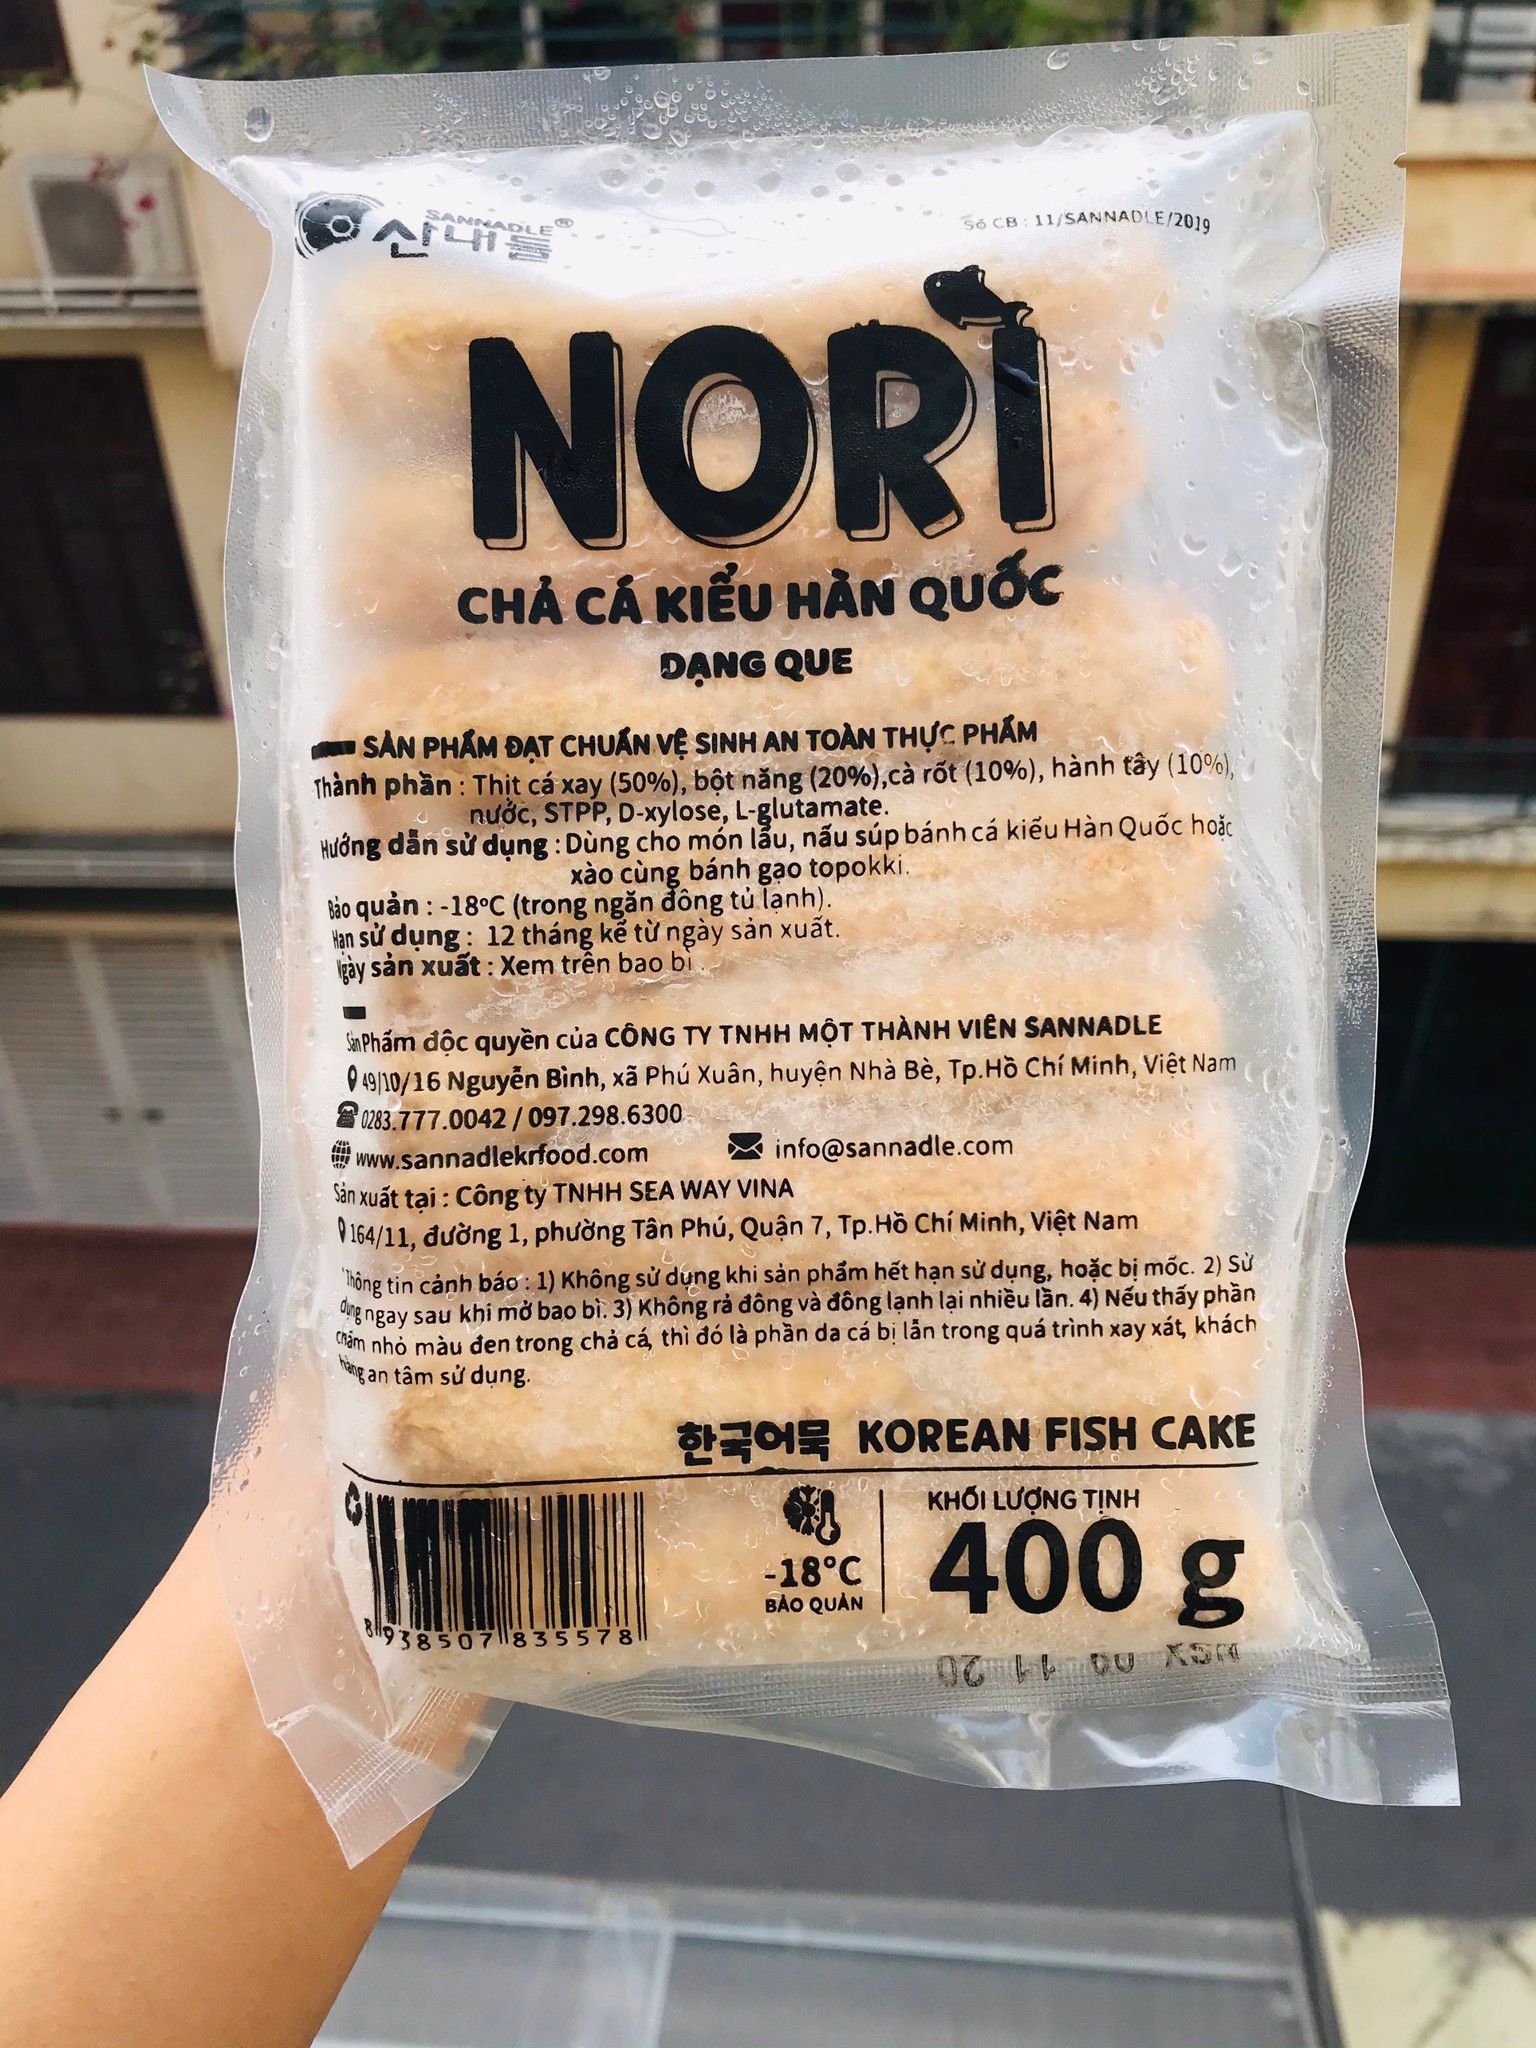 SANNADLE®
산내들
Số CB : 11/SANNADLE/2019
NORÌ
CHẢ CÁ KIỂU HÀN QUỐC
DẠNG QUE
SẢN PHẨM ĐẠT CHUẨN VỆ SINH AN TOÀN THỰC PHẨM
Thành phần : Thịt cá xay (50%), bột năng (20%),cà rốt (10%), hành tây (10%),
nước, STPP, D-xylose, L-glutamate.
Hướng dẫn sử dụng : Dùng cho món lẩu, nấu súp bánh cá kiểu Hàn Quốc hoặc
xào cùng bánh gạo topokki.
Bảo quản : -18ºC (trong ngăn đông tủ lạnh).
Hạn sử dụng : 12 tháng kể từ ngày sản xuất.
Ngày sản xuất : Xem trên bao bì .
Sản Phẩm độc quyền của CÔNG TY TNHH MỘT THÀNH VIÊN SANNADLE
49/10/16 Nguyễn Bình, xã Phú Xuân, huyện Nhà Bè, Tp.Hồ Chí Minh, Việt Nam
0283.777.0042 / 097.298.6300
www.sannadlekrfood.com info@sannadle.com
Sản xuất tại : Công ty TNHH SEA WAY VINA
164/11, đường 1, phường Tân Phú, Quận 7, Tp.Hồ Chí Minh, Việt Nam
Thông tin cảnh báo : 1) Không sử dụng khi sản phẩm hết hạn sử dụng, hoặc bị mốc. 2) Sử
dụng ngay sau khi mở bao bì. 3) Không rã đông và đông lạnh lại nhiều lần. 4) Nếu thấy phần
chấm nhỏ màu đen trong chả cá, thì đó là phần da cá bị lẫn trong quá trình xay xát, khách
hàng an tâm sử dụng.
한국어묵 KOREAN FISH CAKE
8 938507 835578
-18°C
BẢO QUẢN
KHỐI LƯỢNG TỊNH
400 g
NSX 09 11 20